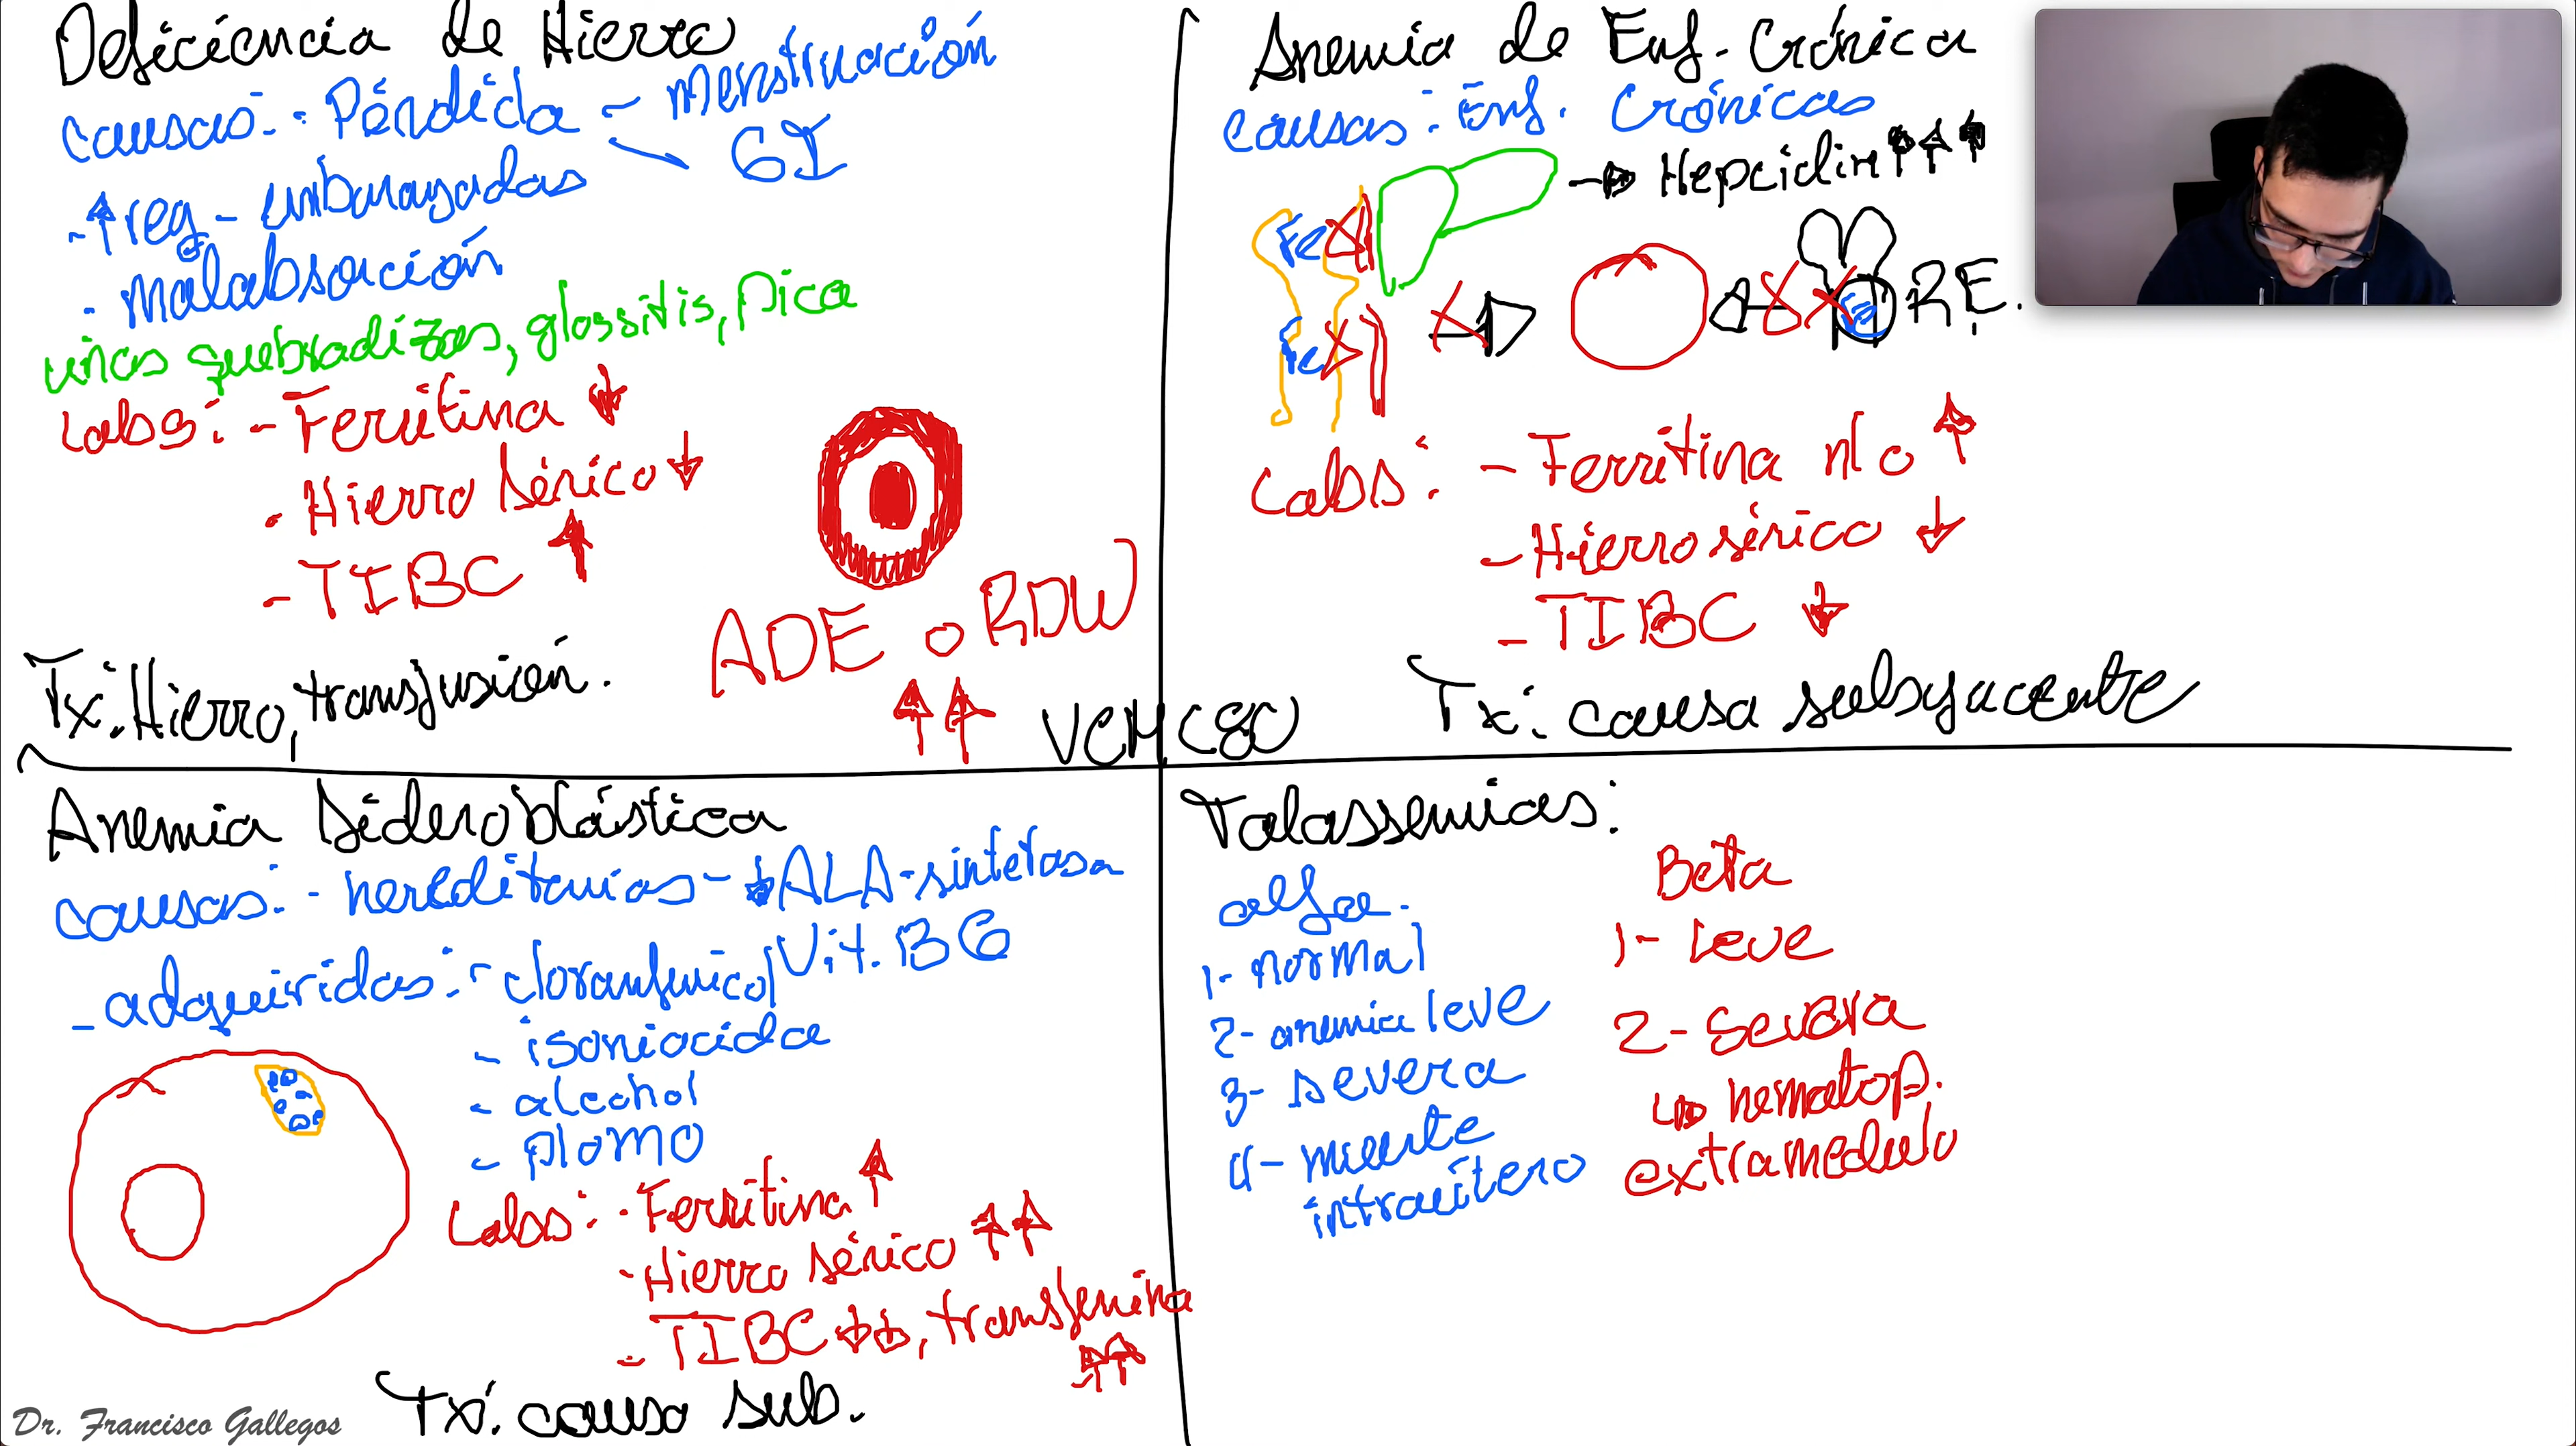 Deficiencia de Hierro
causas: - Pérdida - menstruación
GI
- ↑ req - embarazadas
- malabsorción
uñas quebradizas, glossitis, pica
Labs: - Ferritina ↓
- Hierro sérico ↓
- TIBC ↑
ADE o RDW
↑↑
Tx: Hierro, transfusión.
VCM <80
Anemia de Enf. Crónica
causas: Enf. Crónicas
→ Hepcidin ↑↑↑
Fe
Fe
Fe
R.E.
Labs: - Ferritina n/o ↑
- Hierro sérico ↓
- TIBC ↓
Tx: causa subyacente
Anemia Sideroblástica
causas: - hereditarias - ↓ALA-sintetasa
Vit. B6
- adquiridas: - cloranfenicol
- isoniacida
- alcohol
- plomo
Labs: - Ferritina ↑
- Hierro sérico ↑↑
- TIBC ↓↓, transferrina
↑↑
Tx: causa sub.
Talassemias:
alfa.
1- normal
2- anemia leve
3- severa
4- muerte
intraútero
Beta
1- Leve
2- Severa
↳ hematop.
extramedula
Dr. Francisco Gallegos